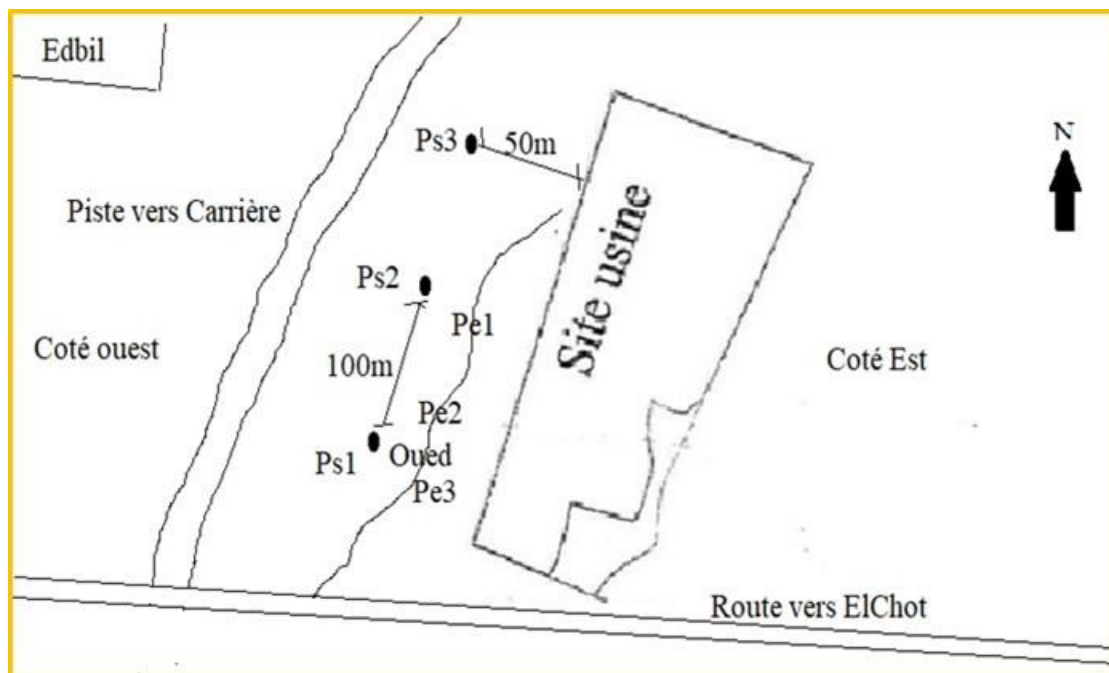 Edbil
N
Ps3
50m
Piste vers Carrière
Site usine
Ps2
Pe1
Coté ouest
Coté Est
100m
Pe2
Ps1
Oued
Pe3
Route vers ElChot